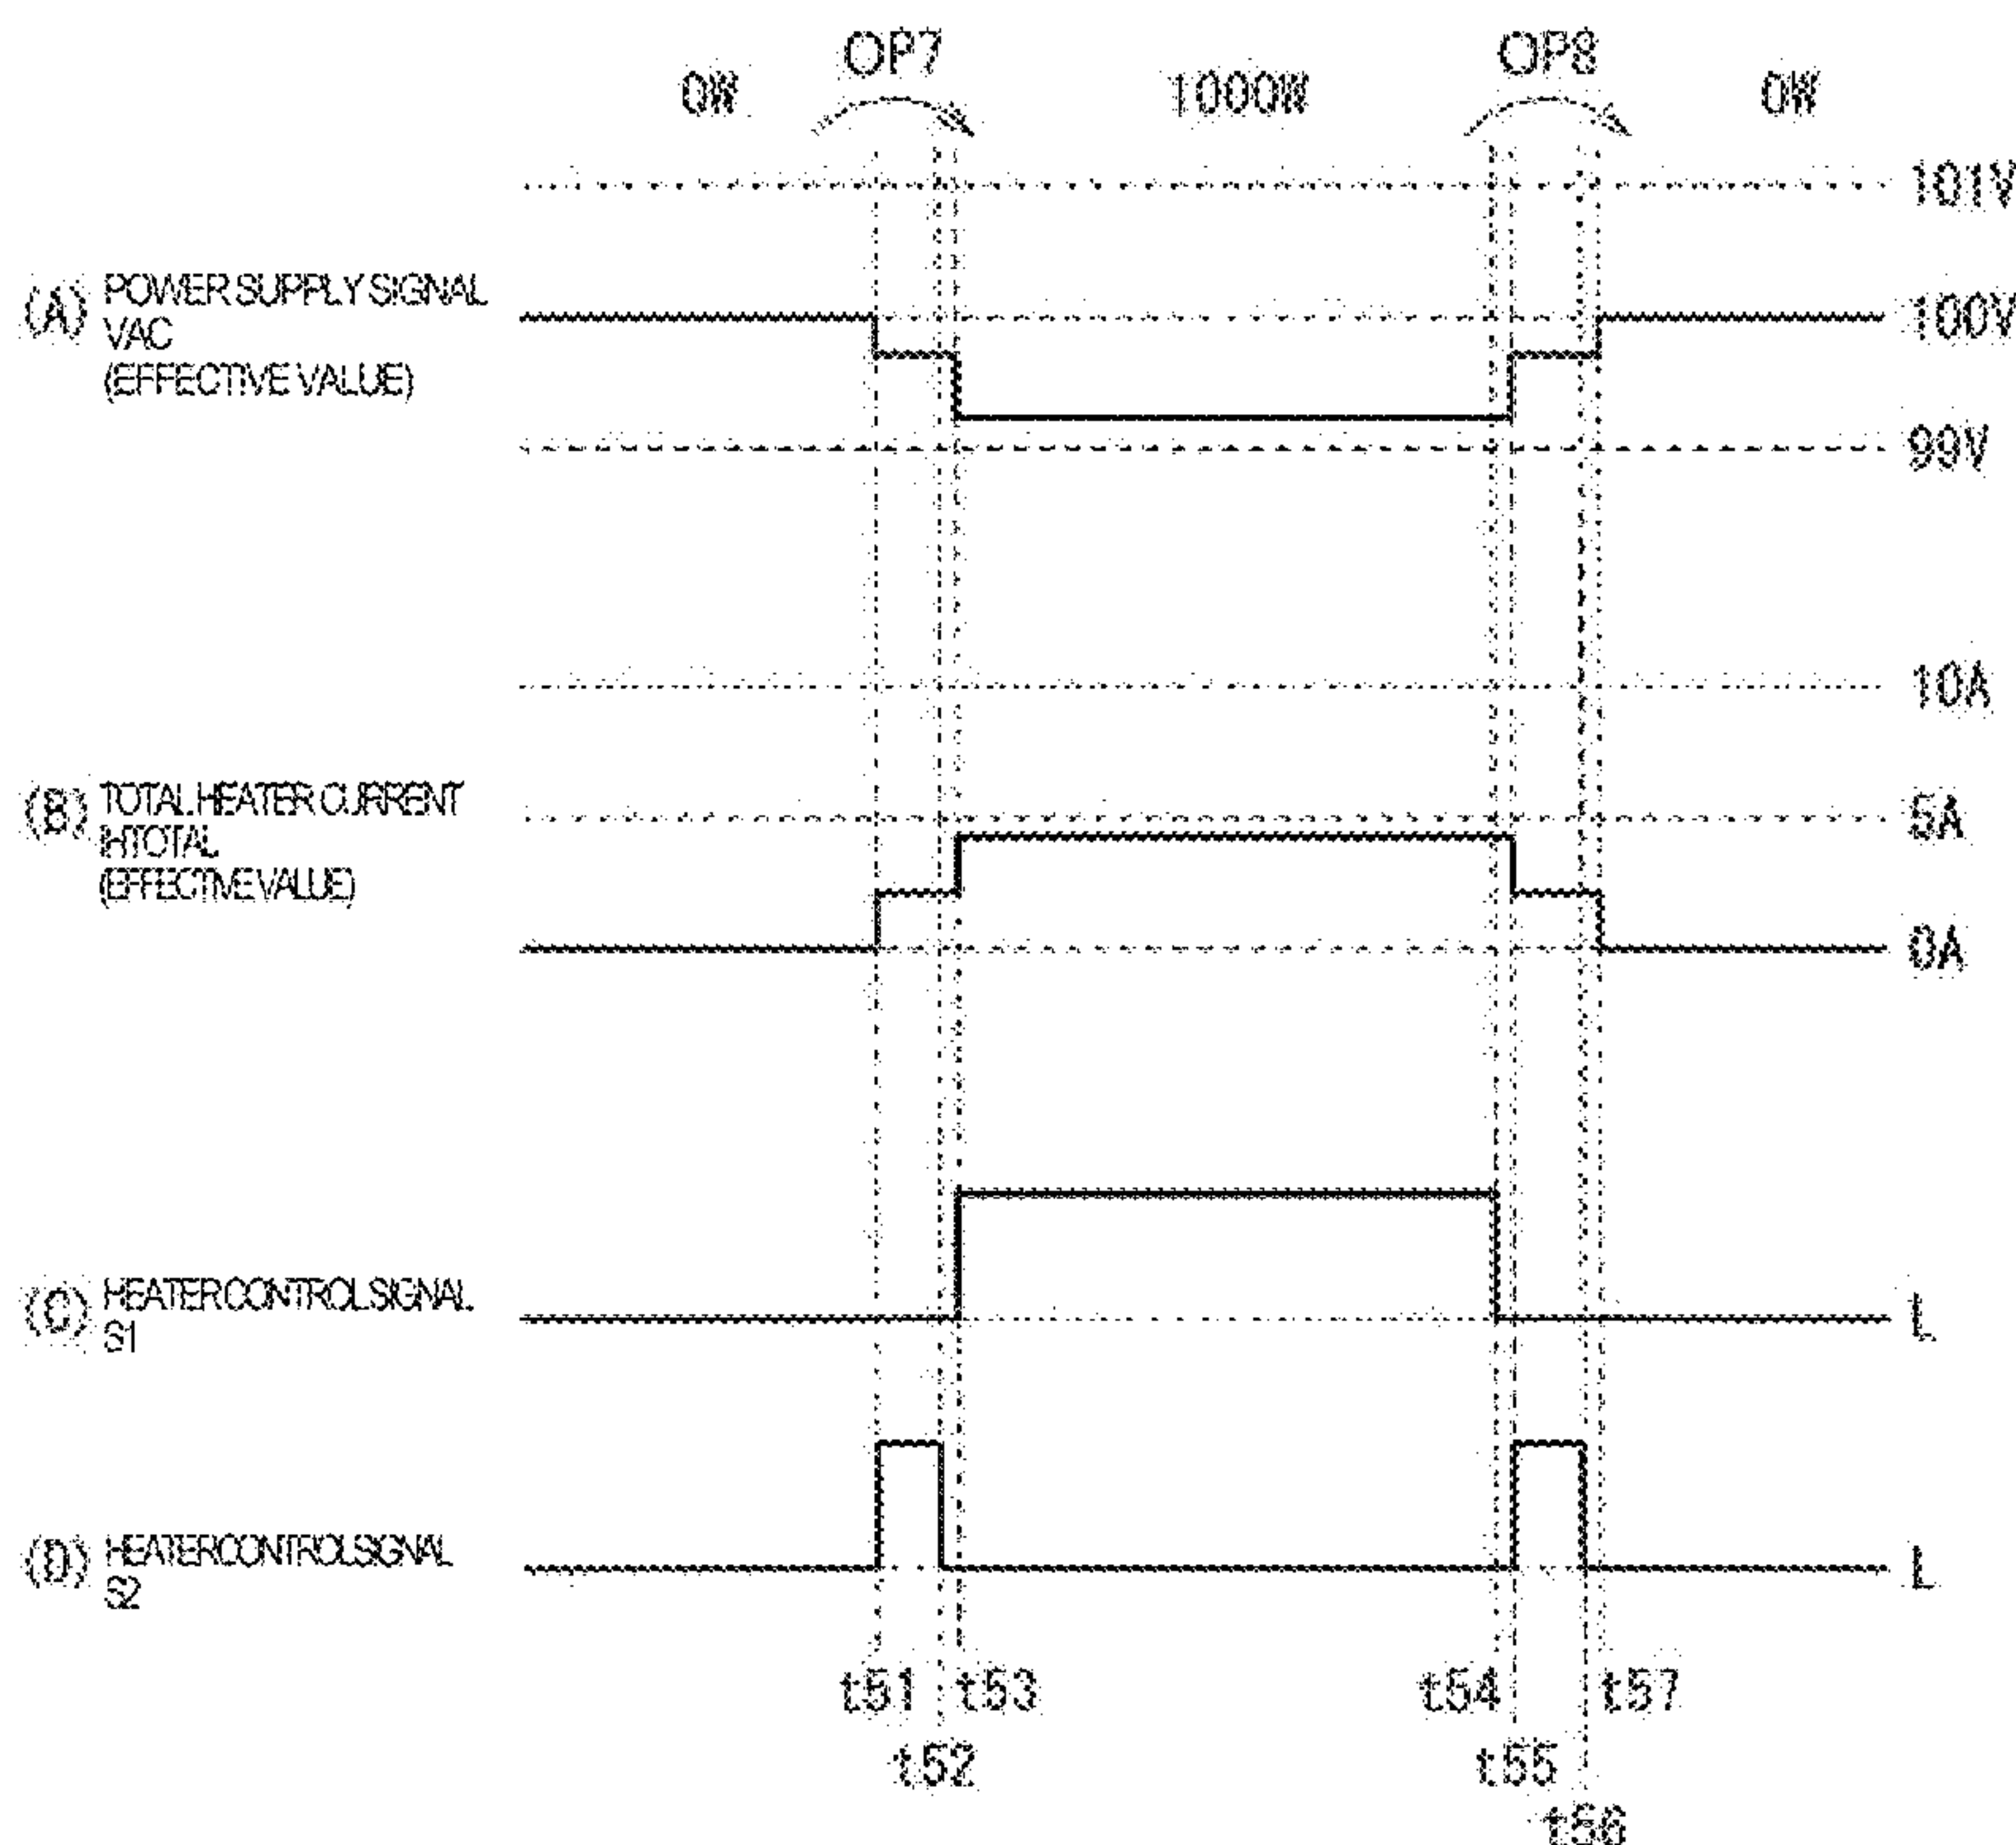 OP7 OP8
0W 1000W 0W
101V
(A) POWER SUPPLY SIGNAL
VAC
(EFFECTIVE VALUE)
100V
99V
10A
(B) TOTAL HEATER CURRENT
IHTOTAL
(EFFECTIVE VALUE)
5A
0A
(C) HEATER CONTROL SIGNAL
S1
L
(D) HEATER CONTROL SIGNAL
S2
L
t51 t53 t54 t57
t52 t55
t56